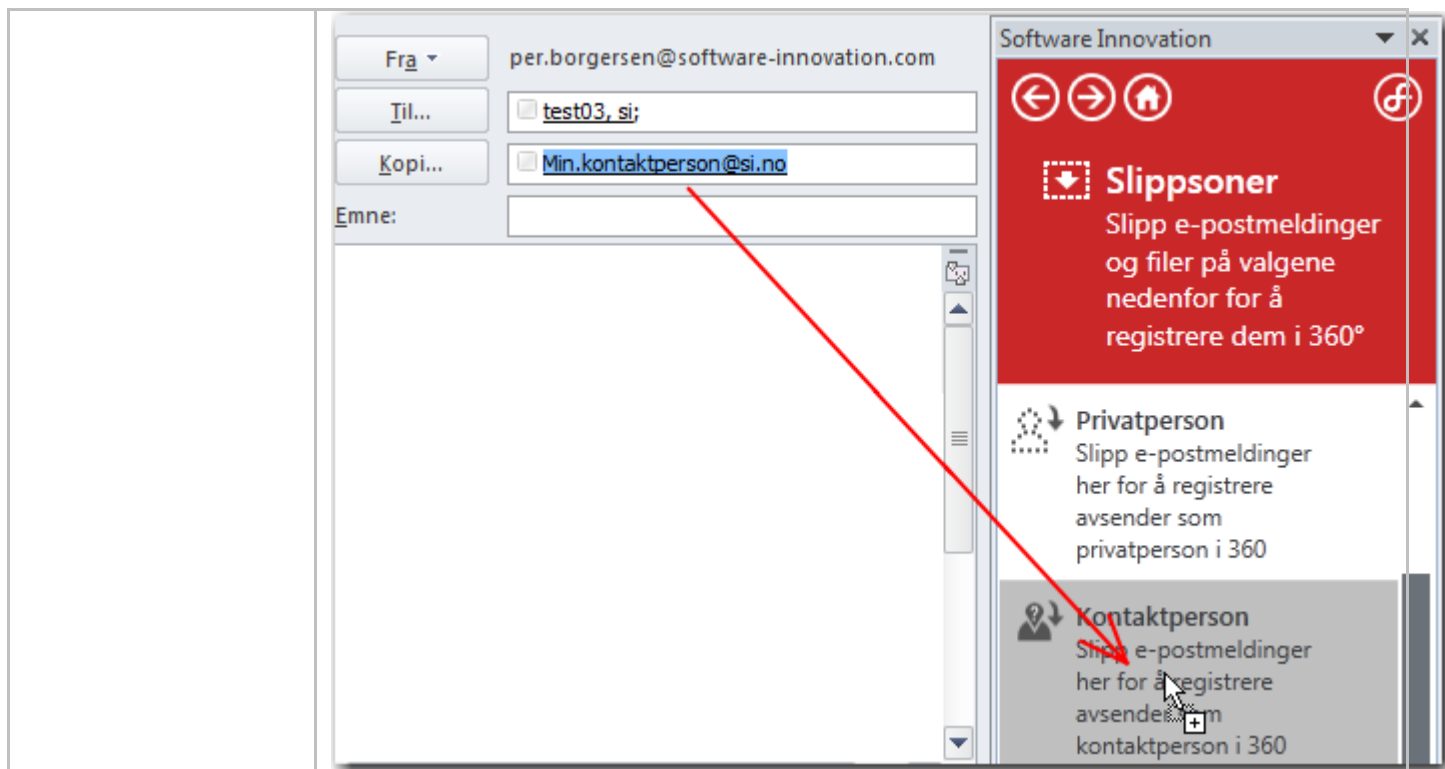 Fra
per.borgersen@software-innovation.com
Til...
test03, si;
Kopi...
Min.kontaktperson@si.no
Emne:
Software Innovation
Slippsoner
Slipp e-postmeldinger
og filer på valgene
nedenfor for å
registrere dem i 360°
Privatperson
Slipp e-postmeldinger
her for å registrere
avsender som
privatperson i 360
Kontaktperson
Slipp e-postmeldinger
her for å registrere
avsender som
kontaktperson i 360